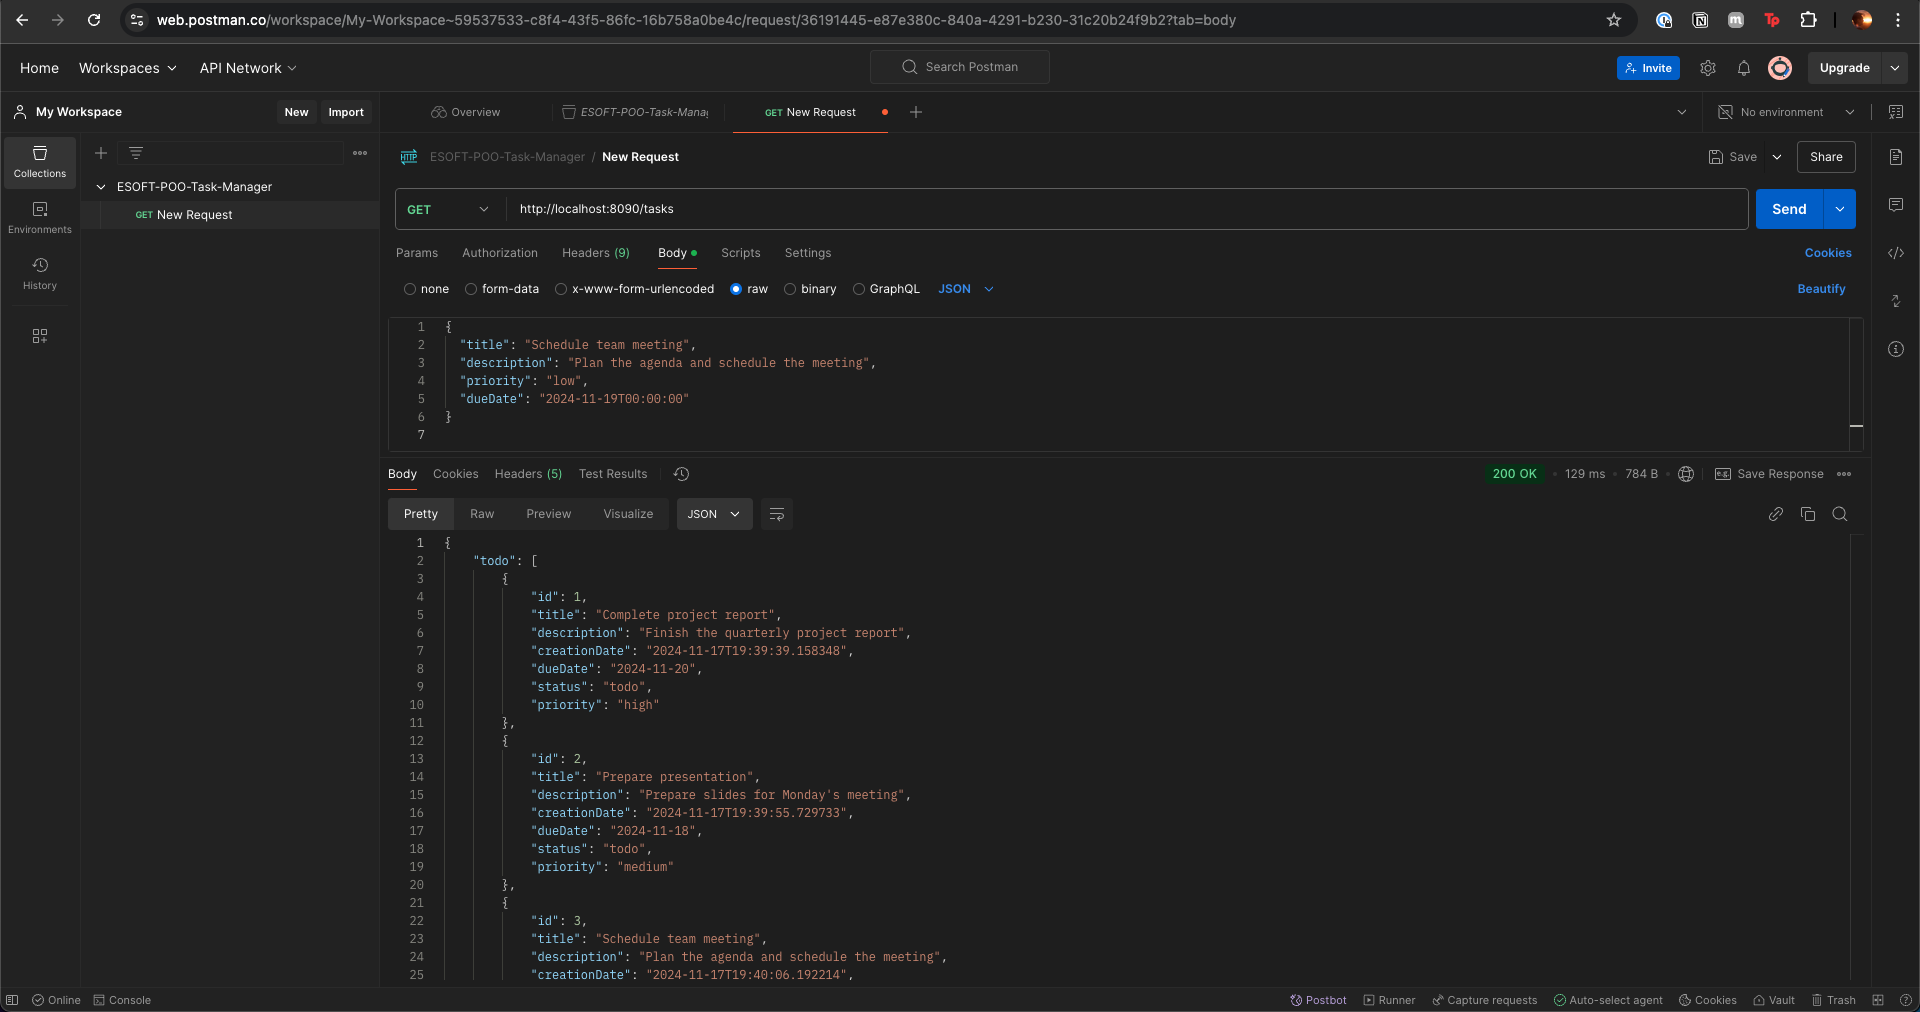 web.postman.co/workspace/My-Workspace~59537533-c8f4-43f5-86fc-16b758a0be4c/request/36191445-e87e380c-840a-4291-b230-31c20b24f9b2?tab=body
Home Workspaces API Network Search Postman Invite Upgrade
My Workspace New Import Overview ESOFT-POO-Task-Mana GET New Request No environment
Collections
ESOFT-POO-Task-Manager / New Request Save Share
ESOFT-POO-Task-Manager
GET New Request
Environments
History
GET http://localhost:8090/tasks Send
Params Authorization Headers (9) Body Scripts Settings Cookies
none form-data x-www-form-urlencoded raw binary GraphQL JSON Beautify
1 {
2 "title": "Schedule team meeting",
3 "description": "Plan the agenda and schedule the meeting",
4 "priority": "low",
5 "dueDate": "2024-11-19T00:00:00"
6 }
7
Body Cookies Headers (5) Test Results 200 OK 129 ms 784 B e.g. Save Response
Pretty Raw Preview Visualize JSON
1 {
2 "todo": [
3 {
4 "id": 1,
5 "title": "Complete project report",
6 "description": "Finish the quarterly project report",
7 "creationDate": "2024-11-17T19:39:39.158348",
8 "dueDate": "2024-11-20",
9 "status": "todo",
10 "priority": "high"
11 },
12 {
13 "id": 2,
14 "title": "Prepare presentation",
15 "description": "Prepare slides for Monday's meeting",
16 "creationDate": "2024-11-17T19:39:55.729733",
17 "dueDate": "2024-11-18",
18 "status": "todo",
19 "priority": "medium"
20 },
21 {
22 "id": 3,
23 "title": "Schedule team meeting",
24 "description": "Plan the agenda and schedule the meeting",
25 "creationDate": "2024-11-17T19:40:06.192214",
Online Console Postbot Runner Capture requests Auto-select agent Cookies Vault Trash